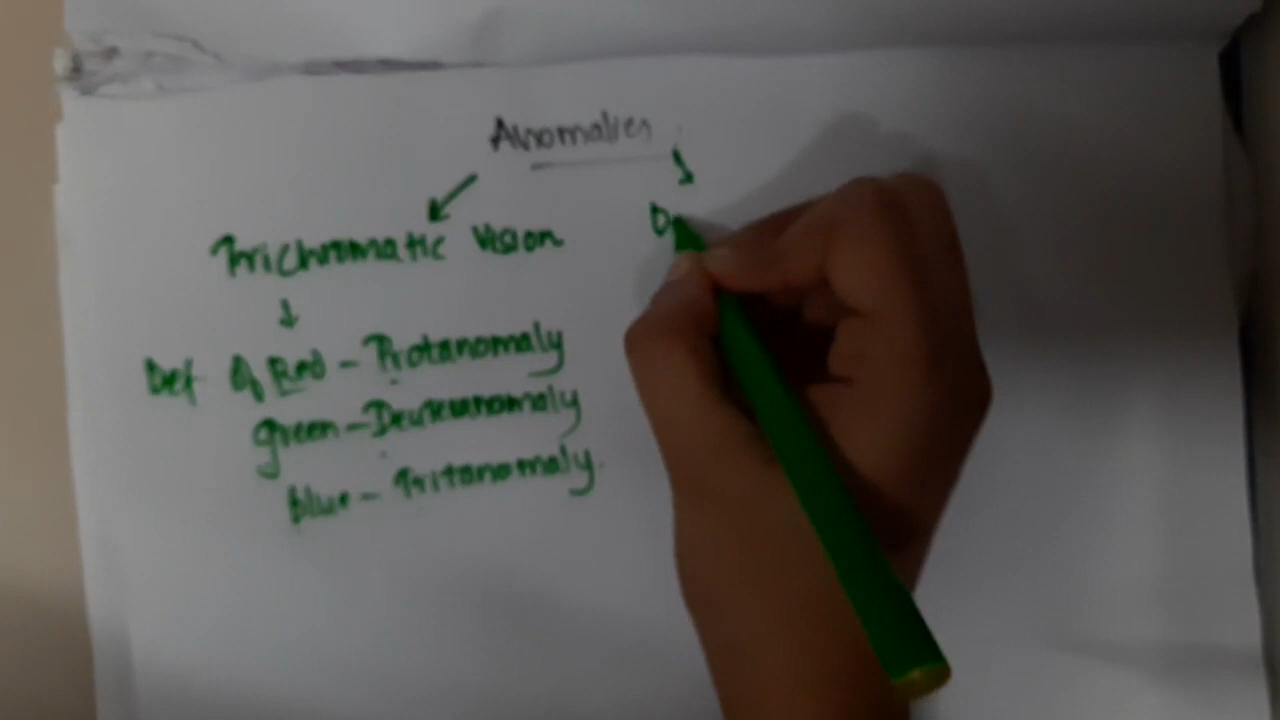 Anomalies
Trichromatic Vision
Def of Red - Protanomaly
green - Deuteranomaly
blue - Tritanomaly.